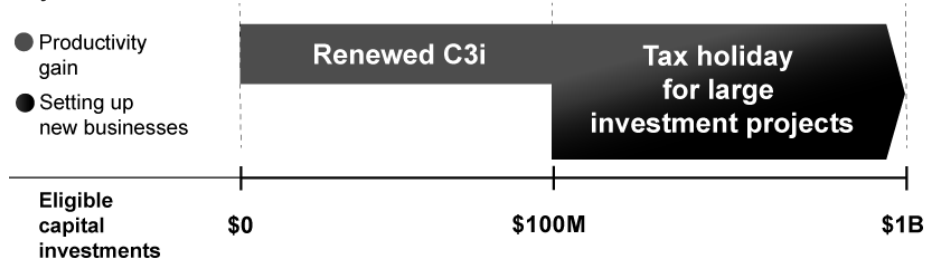 Productivity
gain
Setting up
new businesses
Renewed C3i
Tax holiday
for large
investment projects
Eligible
capital
investments
$0
$100M
$1B